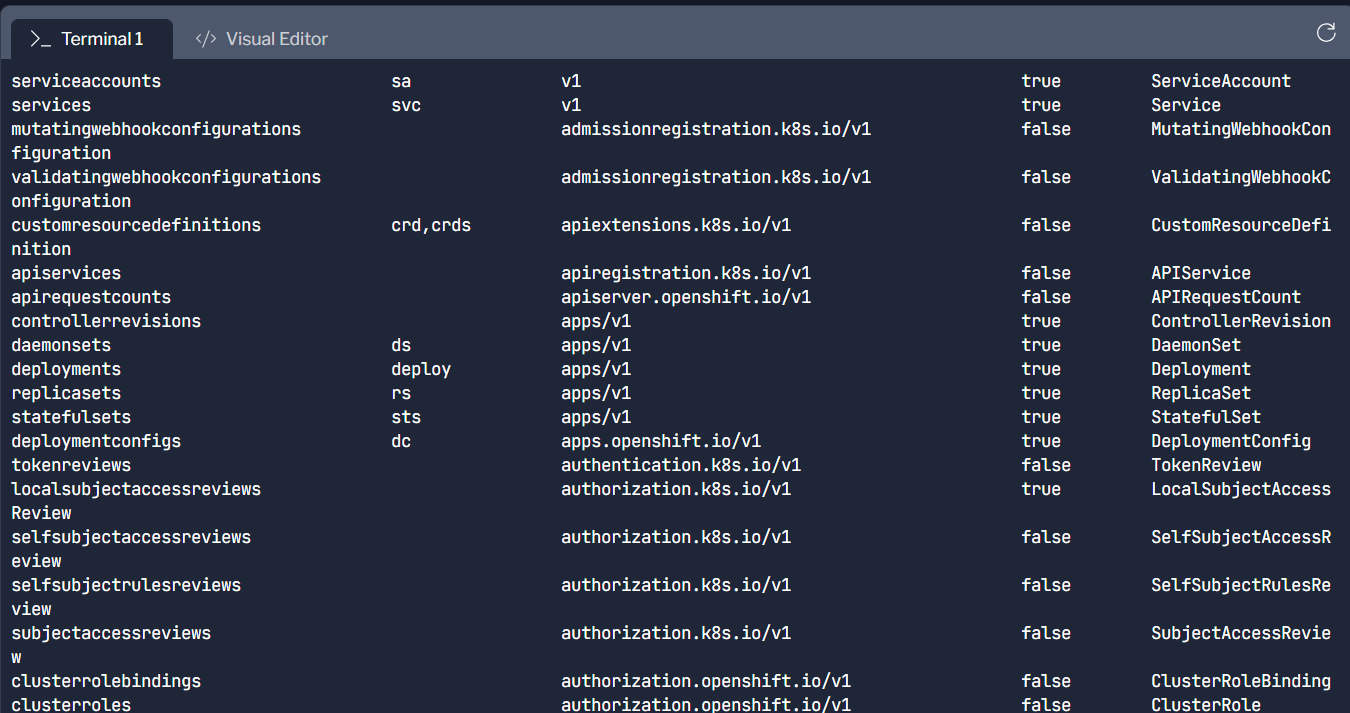 >_ Terminal 1 </> Visual Editor
serviceaccounts sa v1 true ServiceAccount
services svc v1 true Service
mutatingwebhookconfigurations admissionregistration.k8s.io/v1 false MutatingWebhookCon
figuration
validatingwebhookconfigurations admissionregistration.k8s.io/v1 false ValidatingWebhookC
onfiguration
customresourcedefinitions crd,crds apiextensions.k8s.io/v1 false CustomResourceDefi
nition
apiservices apiregistration.k8s.io/v1 false APIService
apirequestcounts apiserver.openshift.io/v1 false APIRequestCount
controllerrevisions apps/v1 true ControllerRevision
daemonsets ds apps/v1 true DaemonSet
deployments deploy apps/v1 true Deployment
replicasets rs apps/v1 true ReplicaSet
statefulsets sts apps/v1 true StatefulSet
deploymentconfigs dc apps.openshift.io/v1 true DeploymentConfig
tokenreviews authentication.k8s.io/v1 false TokenReview
localsubjectaccessreviews authorization.k8s.io/v1 true LocalSubjectAccess
Review
selfsubjectaccessreviews authorization.k8s.io/v1 false SelfSubjectAccessR
eview
selfsubjectrulesreviews authorization.k8s.io/v1 false SelfSubjectRulesRe
view
subjectaccessreviews authorization.k8s.io/v1 false SubjectAccessRevie
w
clusterrolebindings authorization.openshift.io/v1 false ClusterRoleBinding
clusterroles authorization.openshift.io/v1 false ClusterRole